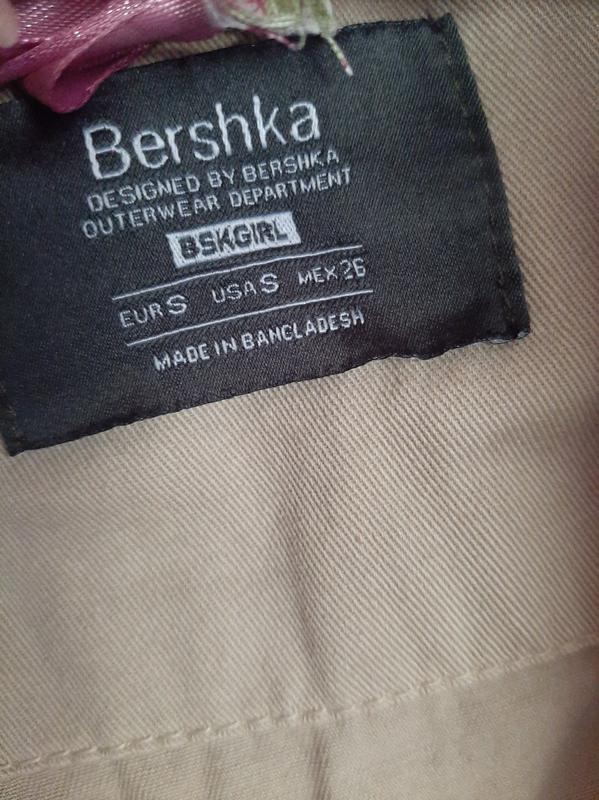 Bershka
DESIGNED BY BERSHKA
OUTERWEAR DEPARTMENT
BSKGIRL
EUR S USA S MEX 26
MADE IN BANGLADESH